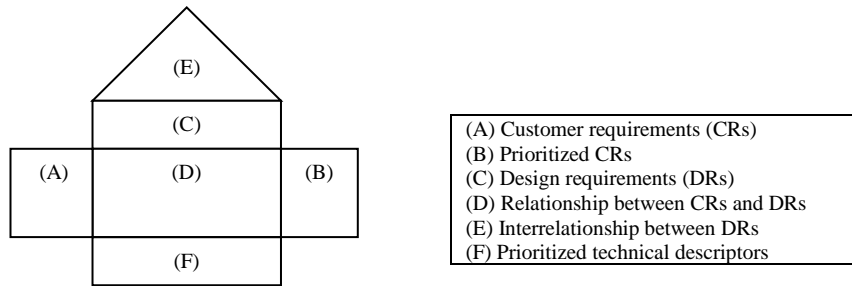 (E)
(C)
(A) (D) (B)
(F)
(A) Customer requirements (CRs)
(B) Prioritized CRs
(C) Design requirements (DRs)
(D) Relationship between CRs and DRs
(E) Interrelationship between DRs
(F) Prioritized technical descriptors